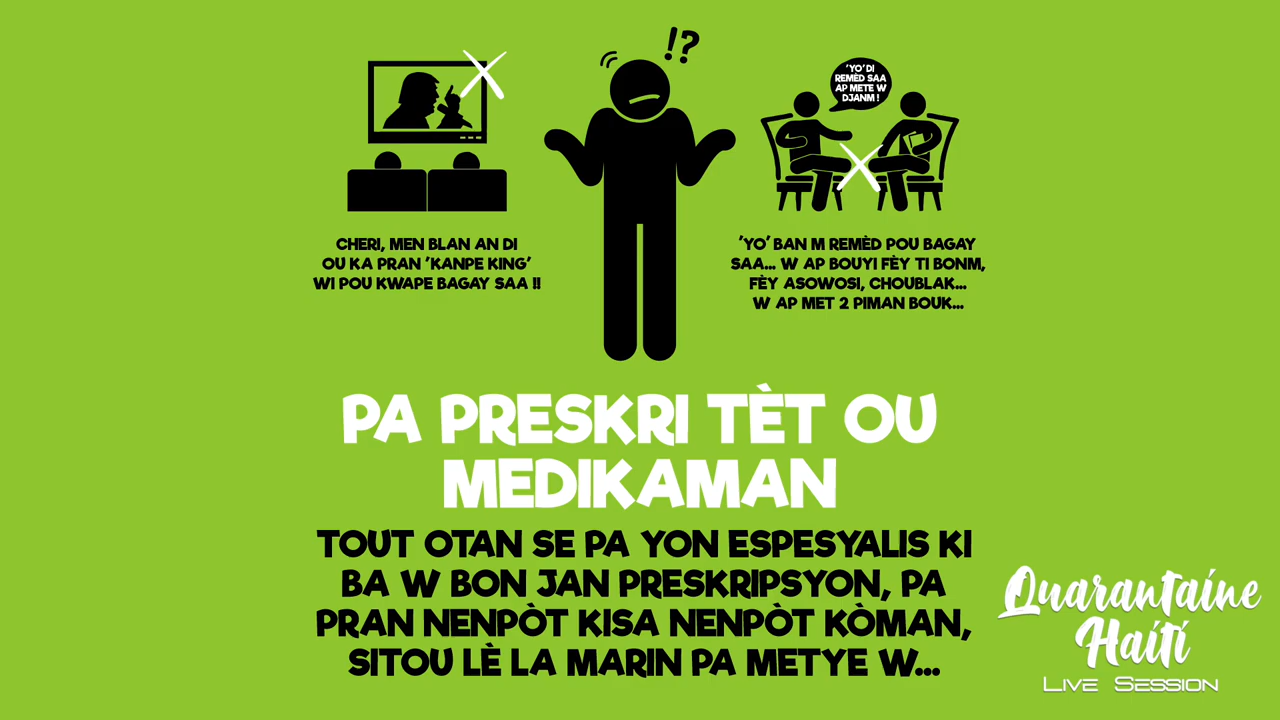 !?
'YO' DI
REMÈD SAA
AP METE W
DJANM !
CHERI, MEN BLAN AN DI
OU KA PRAN 'KANPE KING'
WI POU KWAPE BAGAY SAA !!
'YO' BAN M REMÈD POU BAGAY
SAA... W AP BOUYI FÈY TI BONM,
FÈY ASOWOSI, CHOUBLAK...
W AP MET 2 PIMAN BOUK...
PA PRESKRI TÈT OU
MEDIKAMAN
TOUT OTAN SE PA YON ESPESYALIS KI
BA W BON JAN PRESKRIPSYON, PA
PRAN NENPÒT KISA NENPÒT KÒMAN,
SITOU LÈ LA MARIN PA METYE W...
Quarantaine
Haïti
LIVE SESSION